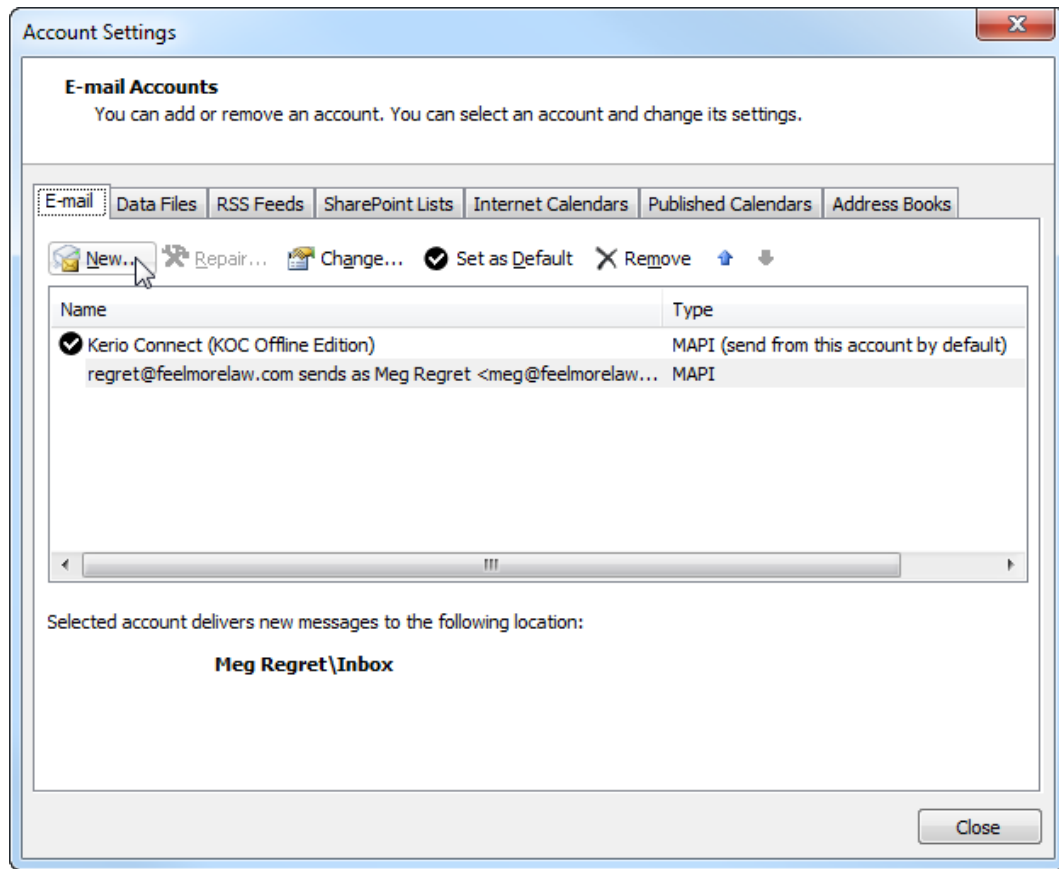 Account Settings
E-mail Accounts
You can add or remove an account. You can select an account and change its settings.
E-mail Data Files RSS Feeds SharePoint Lists Internet Calendars Published Calendars Address Books
New... Repair... Change... Set as Default Remove
Name Type
Kerio Connect (KOC Offline Edition) MAPI (send from this account by default)
regret@feelmorelaw.com sends as Meg Regret <meg@feelmorelaw... MAPI
Selected account delivers new messages to the following location:
Meg Regret\Inbox
Close